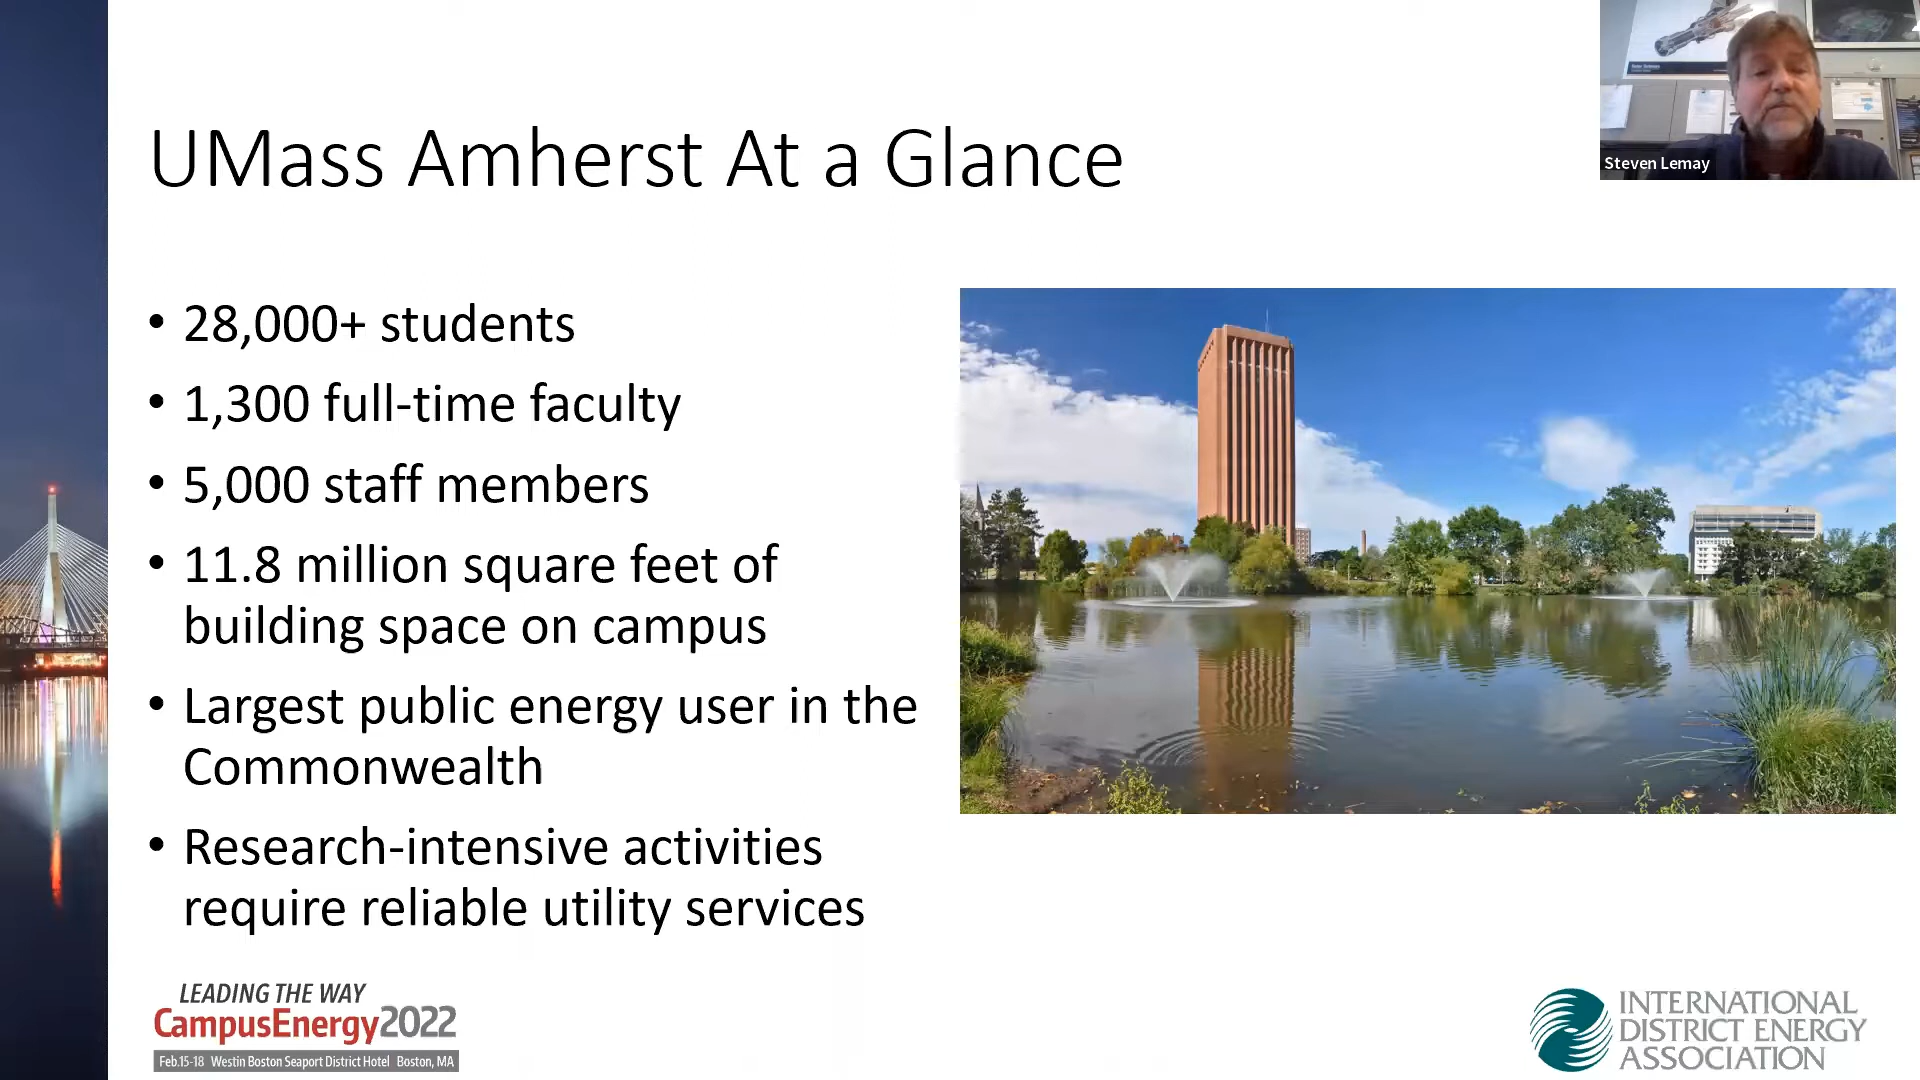 Steven Lemay
UMass Amherst At a Glance
• 28,000+ students
• 1,300 full-time faculty
• 5,000 staff members
• 11.8 million square feet of
building space on campus
• Largest public energy user in the
Commonwealth
• Research-intensive activities
require reliable utility services
LEADING THE WAY
CampusEnergy2022
Feb.15-18 Westin Boston Seaport District Hotel Boston, MA
INTERNATIONAL
DISTRICT ENERGY
ASSOCIATION